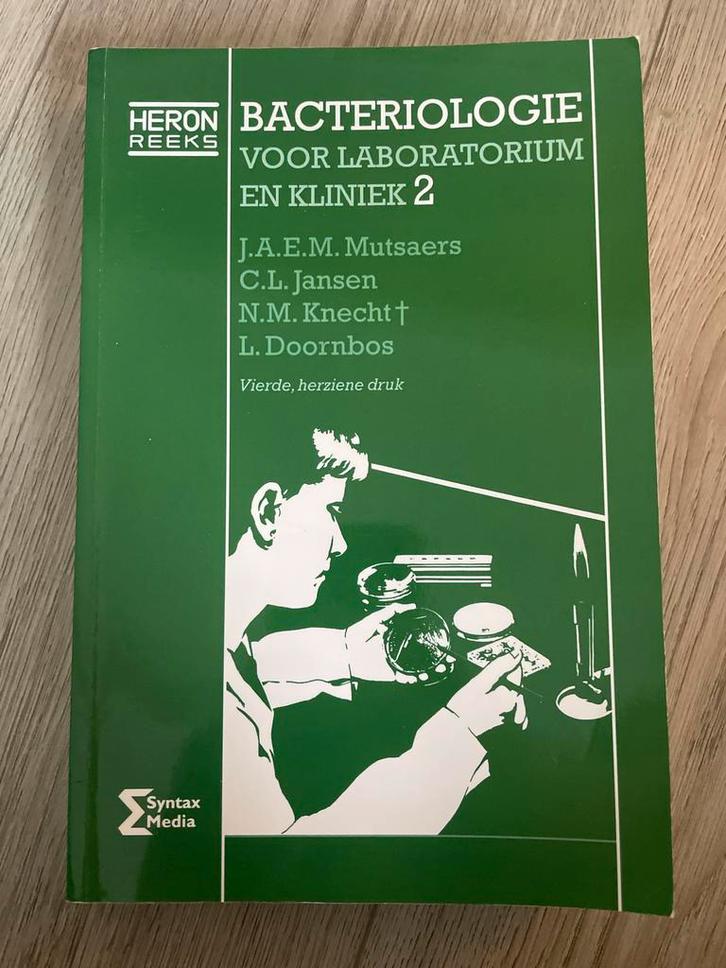 HERON
REEKS
BACTERIOLOGIE
VOOR LABORATORIUM
EN KLINIEK 2
J.A.E.M. Mutsaers
C.L. Jansen
N.M. Knecht†
L. Doornbos
Vierde, herziene druk
Syntax
Media